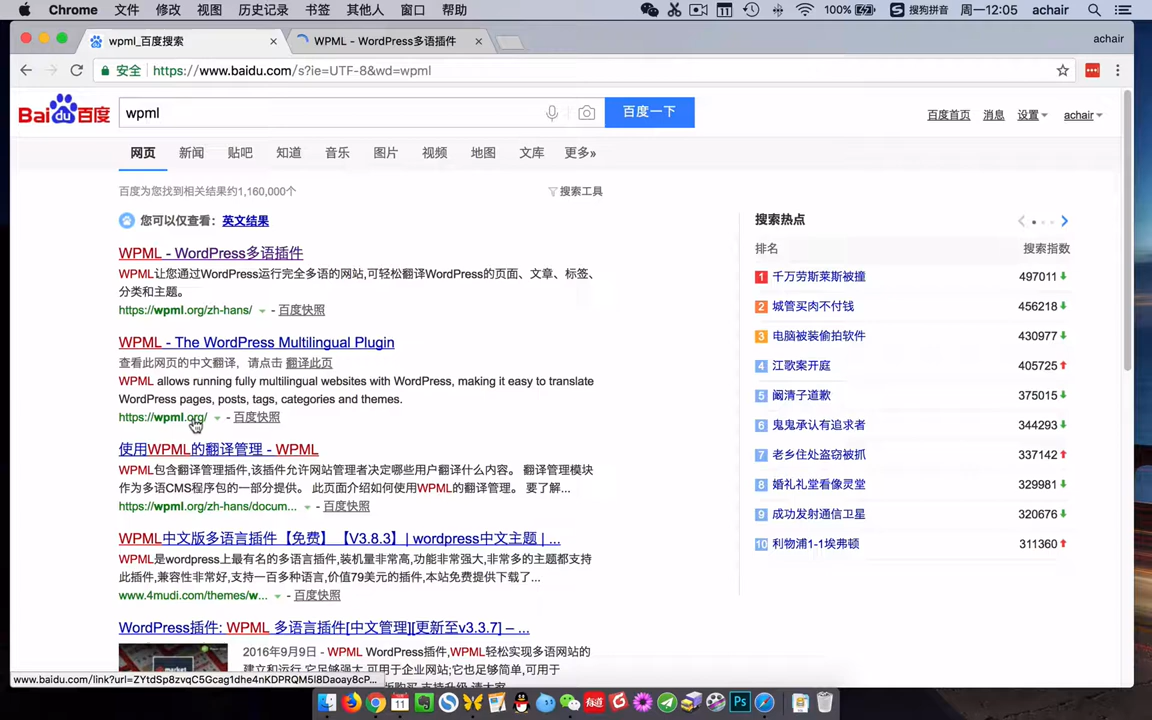 Chrome 文件 修改 视图 历史记录 书签 其他人 窗口 帮助 11 100% 搜狗拼音 周一12:05 achair
wpml_百度搜索 WPML - WordPress多语插件 achair
安全 https://www.baidu.com/s?ie=UTF-8&wd=wpml
Bai du 百度 wpml 百度一下 百度首页 消息 设置 achair
网页 新闻 贴吧 知道 音乐 图片 视频 地图 文库 更多»
百度为您找到相关结果约1,160,000个 搜索工具
您可以仅查看：英文结果
WPML - WordPress多语插件
WPML让您通过WordPress运行完全多语的网站,可轻松翻译WordPress的页面、文章、标签、
分类和主题。
https://wpml.org/zh-hans/ - 百度快照
WPML - The WordPress Multilingual Plugin
查看此网页的中文翻译，请点击 翻译此页
WPML allows running fully multilingual websites with WordPress, making it easy to translate
WordPress pages, posts, tags, categories and themes.
https://wpml.org/ - 百度快照
使用WPML的翻译管理 - WPML
WPML包含翻译管理插件,该插件允许网站管理者决定哪些用户翻译什么内容。 翻译管理模块
作为多语CMS程序包的一部分提供。 此页面介绍如何使用WPML的翻译管理。 要了解...
https://wpml.org/zh-hans/docum... - 百度快照
WPML中文版多语言插件【免费】【V3.8.3】 | wordpress中文主题 | ...
WPML是wordpress上最有名的多语言插件,装机量非常高,功能非常强大,非常多的主题都支持
此插件,兼容性非常好,支持一百多种语言,价值79美元的插件,本站免费提供下载了...
www.4mudi.com/themes/w... - 百度快照
WordPress插件: WPML 多语言插件[中文管理][更新至v3.3.7] – ...
2016年9月9日 - WPML WordPress插件,WPML轻松实现多语网站的
建立和运行,它足够强大,可用于企业网站;它也足够简单,可用于
搜索热点
排名 搜索指数
1 千万劳斯莱斯被撞 497011
2 城管买肉不付钱 456218
3 电脑被装偷拍软件 430977
4 江歌案开庭 405725
5 阚清子道歉 375015
6 鬼鬼承认有追求者 344293
7 老乡住处盗窃被抓 337142
8 婚礼礼堂看像灵堂 329981
9 成功发射通信卫星 320676
10 利物浦1-1埃弗顿 311360
www.baidu.com/link?url=ZYtdSp8zvqC5Gcag1dhe4nKDPRQM5l8Daoay8cP...
11 有道 Ps